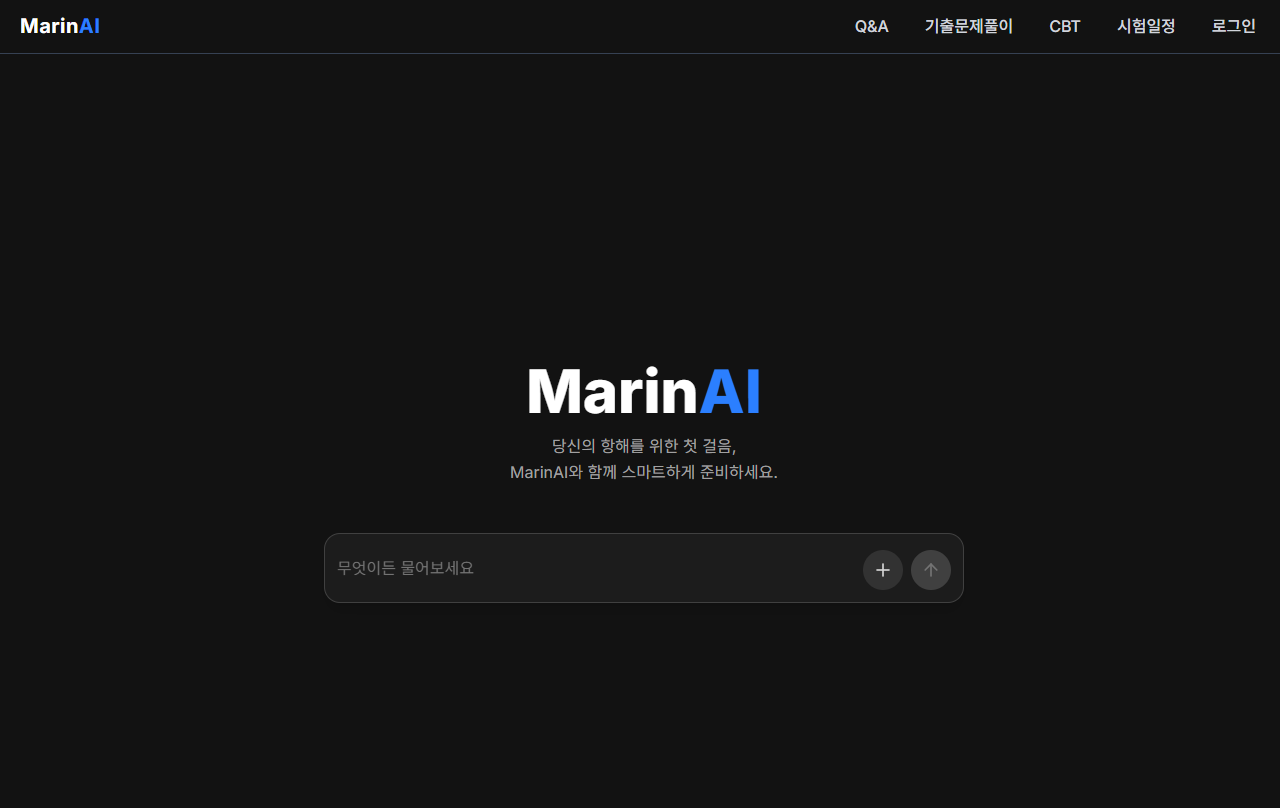 MarinAI
Q&A
기출문제풀이
CBT
시험일정
로그인
MarinAI
당신의 항해를 위한 첫 걸음,
MarinAI와 함께 스마트하게 준비하세요.
무엇이든 물어보세요